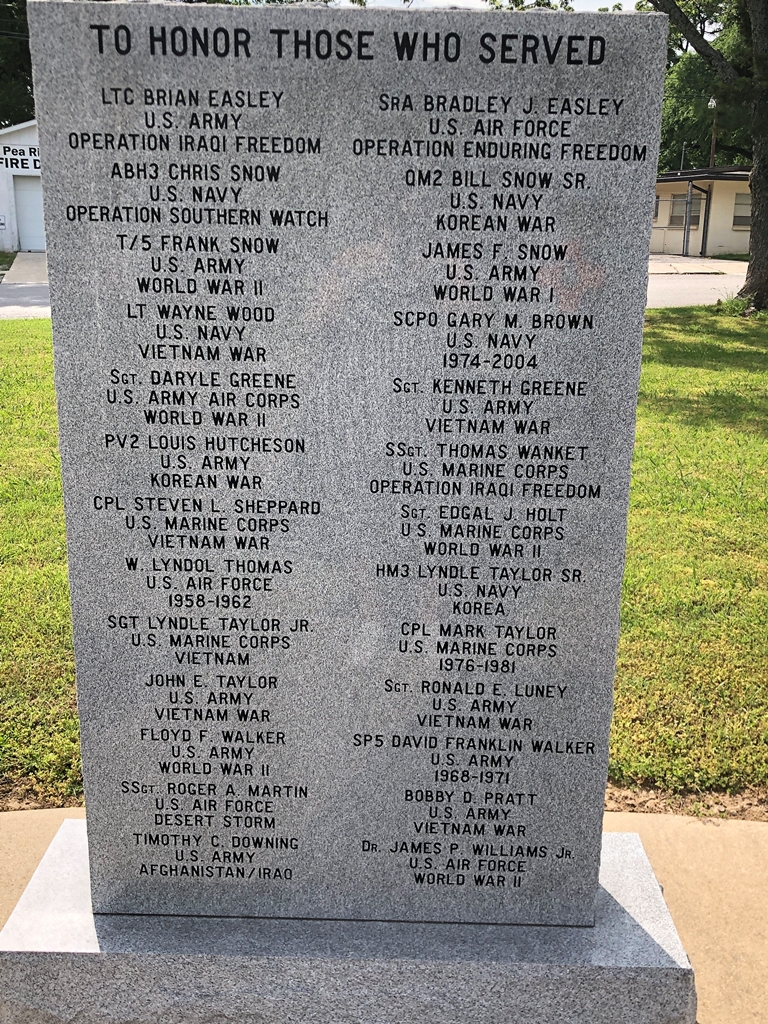 TO HONOR THOSE WHO SERVED
LTC BRIAN EASLEY
U.S. ARMY
OPERATION IRAQI FREEDOM
ABH3 CHRIS SNOW
U.S. NAVY
OPERATION SOUTHERN WATCH
T/5 FRANK SNOW
U.S. ARMY
WORLD WAR II
LT WAYNE WOOD
U.S. NAVY
VIETNAM WAR
SGT. DARYLE GREENE
U.S. ARMY AIR CORPS
WORLD WAR II
PV2 LOUIS HUTCHESON
U.S. ARMY
KOREAN WAR
CPL STEVEN L. SHEPPARD
U.S. MARINE CORPS
VIETNAM WAR
W. LYNDOL THOMAS
U.S. AIR FORCE
1958-1962
SGT LYNDLE TAYLOR JR.
U.S. MARINE CORPS
VIETNAM
JOHN E. TAYLOR
U.S. ARMY
VIETNAM WAR
FLOYD F. WALKER
U.S. ARMY
WORLD WAR II
SSGT. ROGER A. MARTIN
U.S. AIR FORCE
DESERT STORM
TIMOTHY C. DOWNING
U.S. ARMY
AFGHANISTAN/IRAQ
SRA BRADLEY J. EASLEY
U.S. AIR FORCE
OPERATION ENDURING FREEDOM
QM2 BILL SNOW SR.
U.S. NAVY
KOREAN WAR
JAMES F. SNOW
U.S. ARMY
WORLD WAR I
SCPO GARY M. BROWN
U.S. NAVY
1974-2004
SGT. KENNETH GREENE
U.S. ARMY
VIETNAM WAR
SSGT. THOMAS WANKET
U.S. MARINE CORPS
OPERATION IRAQI FREEDOM
SGT. EDGAL J. HOLT
U.S. MARINE CORPS
WORLD WAR II
HM3 LYNDLE TAYLOR SR.
U.S. NAVY
KOREA
CPL MARK TAYLOR
U.S. MARINE CORPS
1976-1981
SGT. RONALD E. LUNEY
U.S. ARMY
VIETNAM WAR
SP5 DAVID FRANKLIN WALKER
U.S. ARMY
1968-1971
BOBBY D. PRATT
U.S. ARMY
VIETNAM WAR
DR. JAMES P. WILLIAMS JR.
U.S. AIR FORCE
WORLD WAR II
Pea Ri
FIRE D